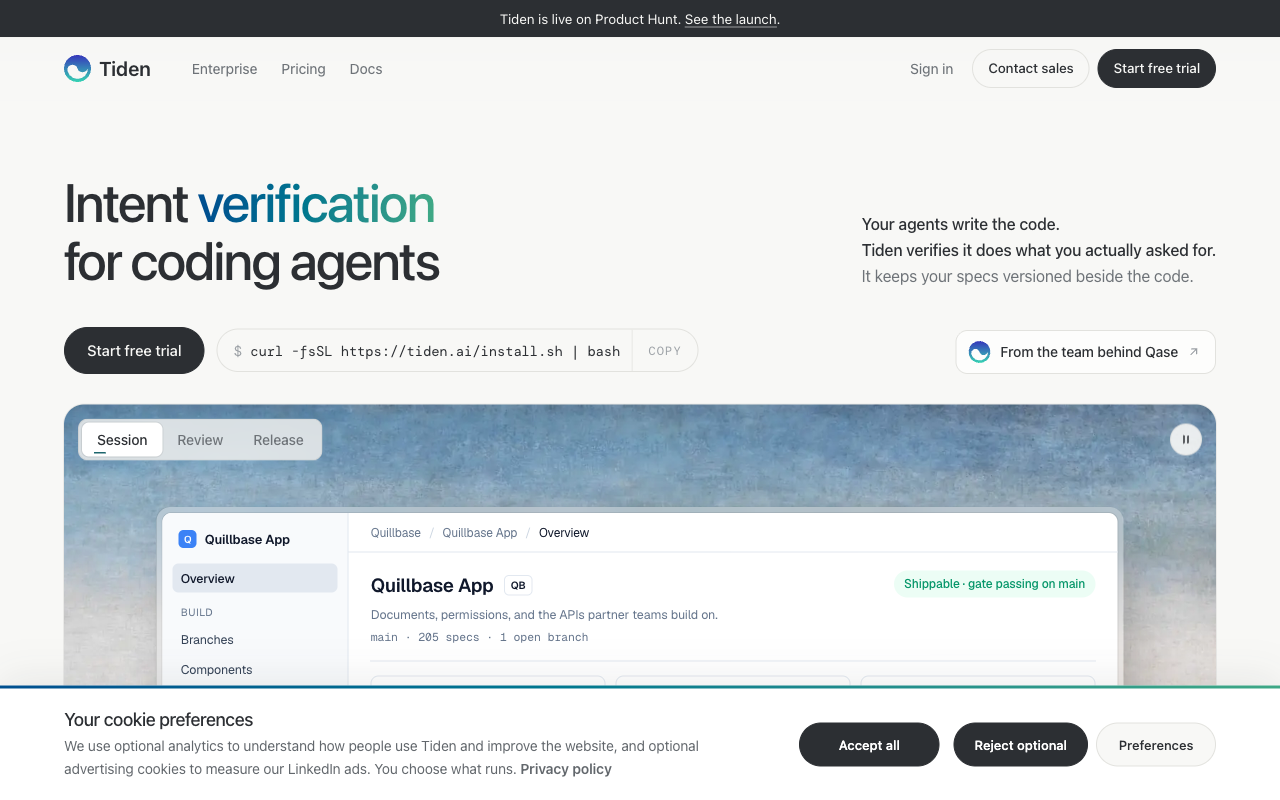 Tiden is live on Product Hunt. See the launch.
Tiden
Enterprise
Pricing
Docs
Sign in
Contact sales
Start free trial
Intent verification
for coding agents
Your agents write the code.
Tiden verifies it does what you actually asked for.
It keeps your specs versioned beside the code.
Start free trial
$ curl -fsSL https://tiden.ai/install.sh | bash
COPY
From the team behind Qase
Session
Review
Release
Q
Quillbase App
Overview
BUILD
Branches
Components
Quillbase / Quillbase App / Overview
Quillbase App
QB
Shippable · gate passing on main
Documents, permissions, and the APIs partner teams build on.
main · 205 specs · 1 open branch
Your cookie preferences
We use optional analytics to understand how people use Tiden and improve the website, and optional
advertising cookies to measure our LinkedIn ads. You choose what runs. Privacy policy
Accept all
Reject optional
Preferences